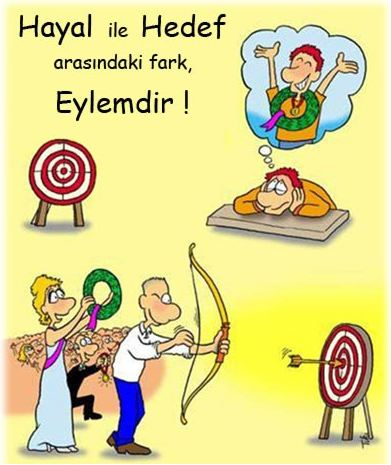 Hayal ile Hedef
arasındaki fark,
Eylemdir !